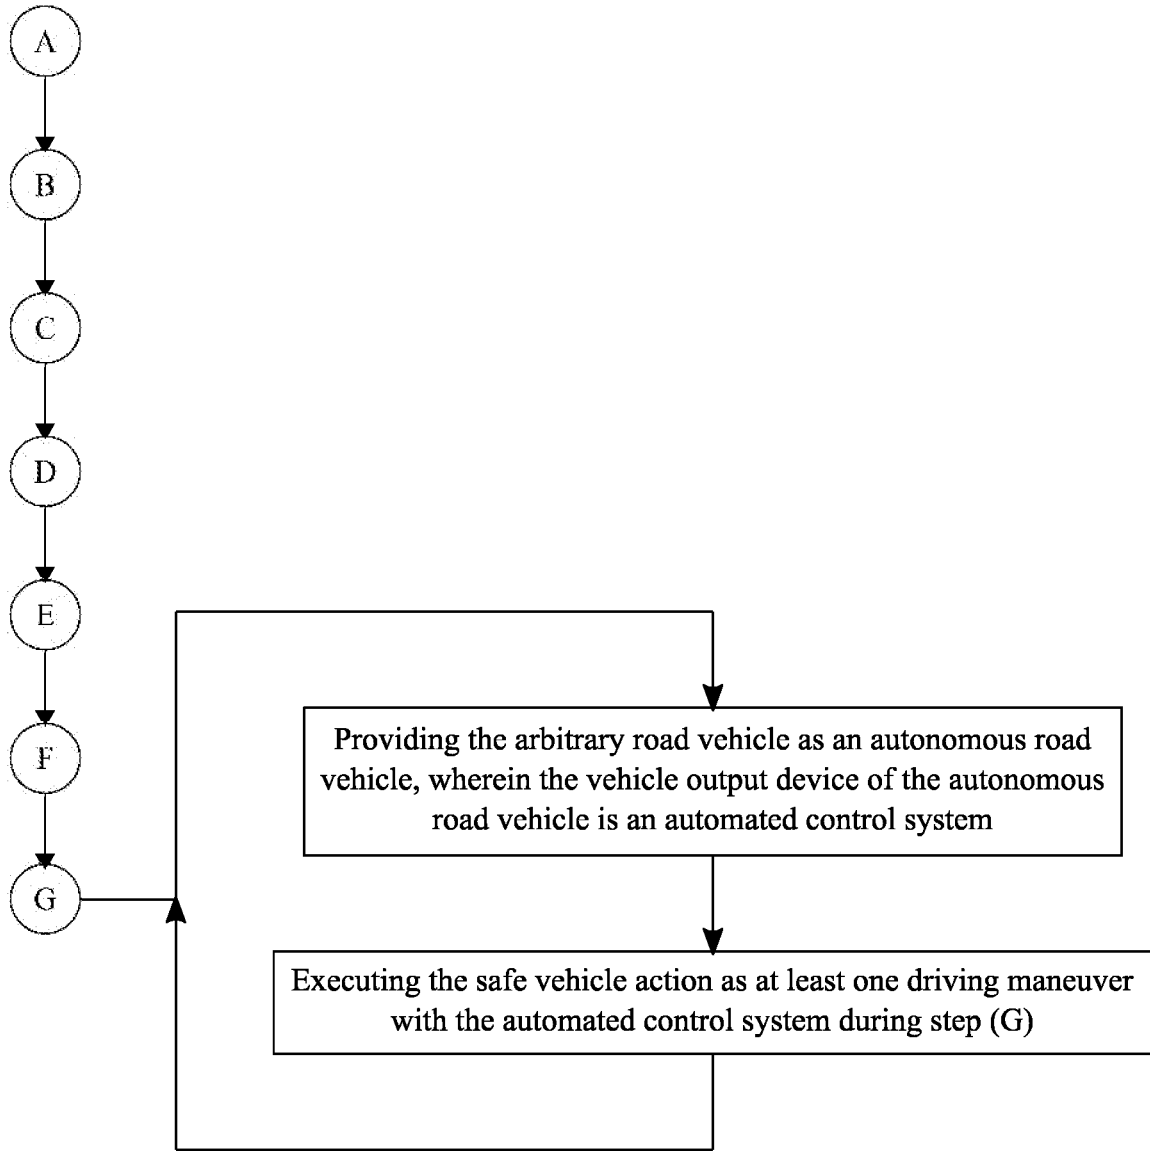 A
B
C
D
E
F
G
Providing the arbitrary road vehicle as an autonomous road
vehicle, wherein the vehicle output device of the autonomous
road vehicle is an automated control system
Executing the safe vehicle action as at least one driving maneuver
with the automated control system during step (G)